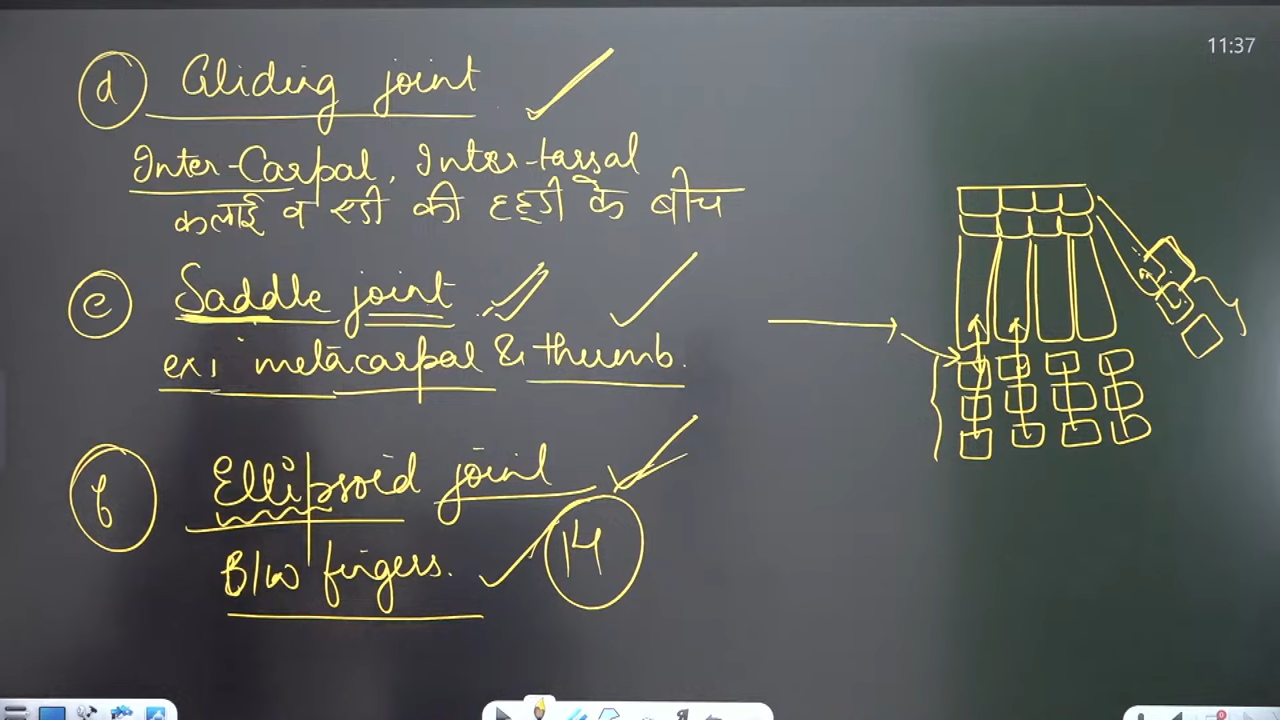 11:37
d Gliding joint
Inter-Carpal, Inter-tarsal
कलाई व एडी की हड्डी के बीच
e Saddle joint
ex: metacarpal & thumb.
f Ellipsoid joint
B/w fingers. 14